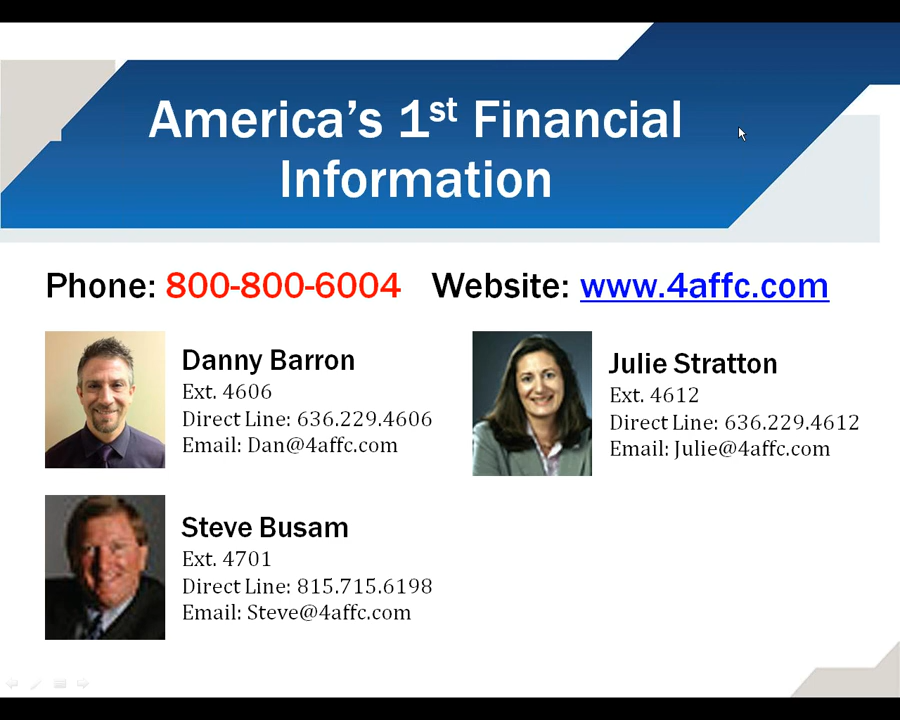 America's 1st Financial
Information
Phone: 800-800-6004 Website: www.4affc.com
Danny Barron
Ext. 4606
Direct Line: 636.229.4606
Email: Dan@4affc.com
Julie Stratton
Ext. 4612
Direct Line: 636.229.4612
Email: Julie@4affc.com
Steve Busam
Ext. 4701
Direct Line: 815.715.6198
Email: Steve@4affc.com